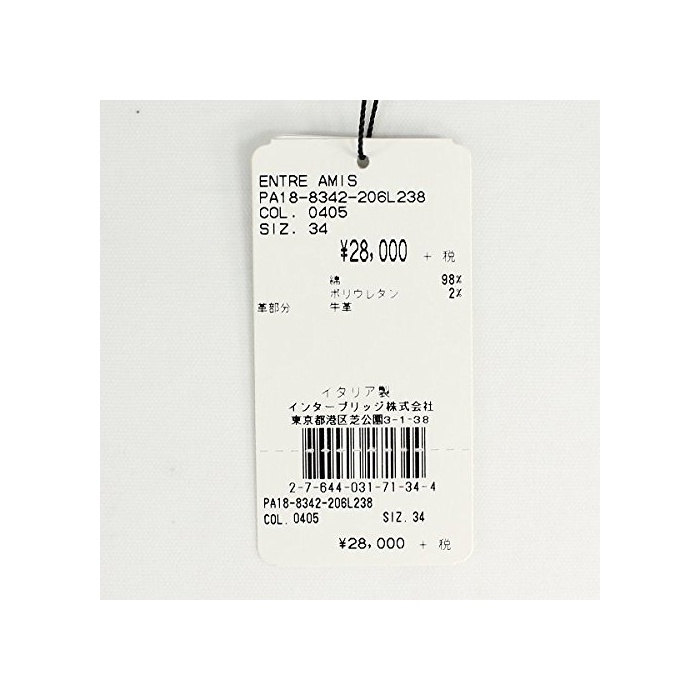 ENTRE AMIS
PA18-8342-206L238
COL. 0405
SIZ. 34
¥28,000 + 税
綿 98%
ポリウレタン 2%
革部分 牛革
イタリア製
インターブリッジ株式会社
東京都港区芝公園3-1-38
2-7-644-031-71-34-4
PA18-8342-206L238
COL. 0405 SIZ. 34
¥28,000 + 税